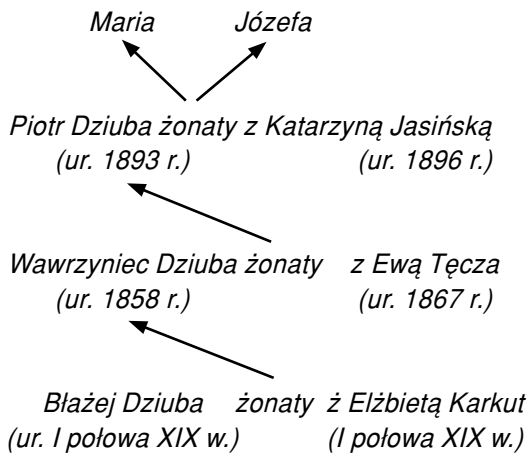 Maria Józefa
Piotr Dziuba żonaty z Katarzyną Jasińską
(ur. 1893 r.) (ur. 1896 r.)
Wawrzyniec Dziuba żonaty z Ewą Tęcza
(ur. 1858 r.) (ur. 1867 r.)
Błażej Dziuba żonaty ż Elżbietą Karkut
(ur. I połowa XIX w.) (I połowa XIX w.)